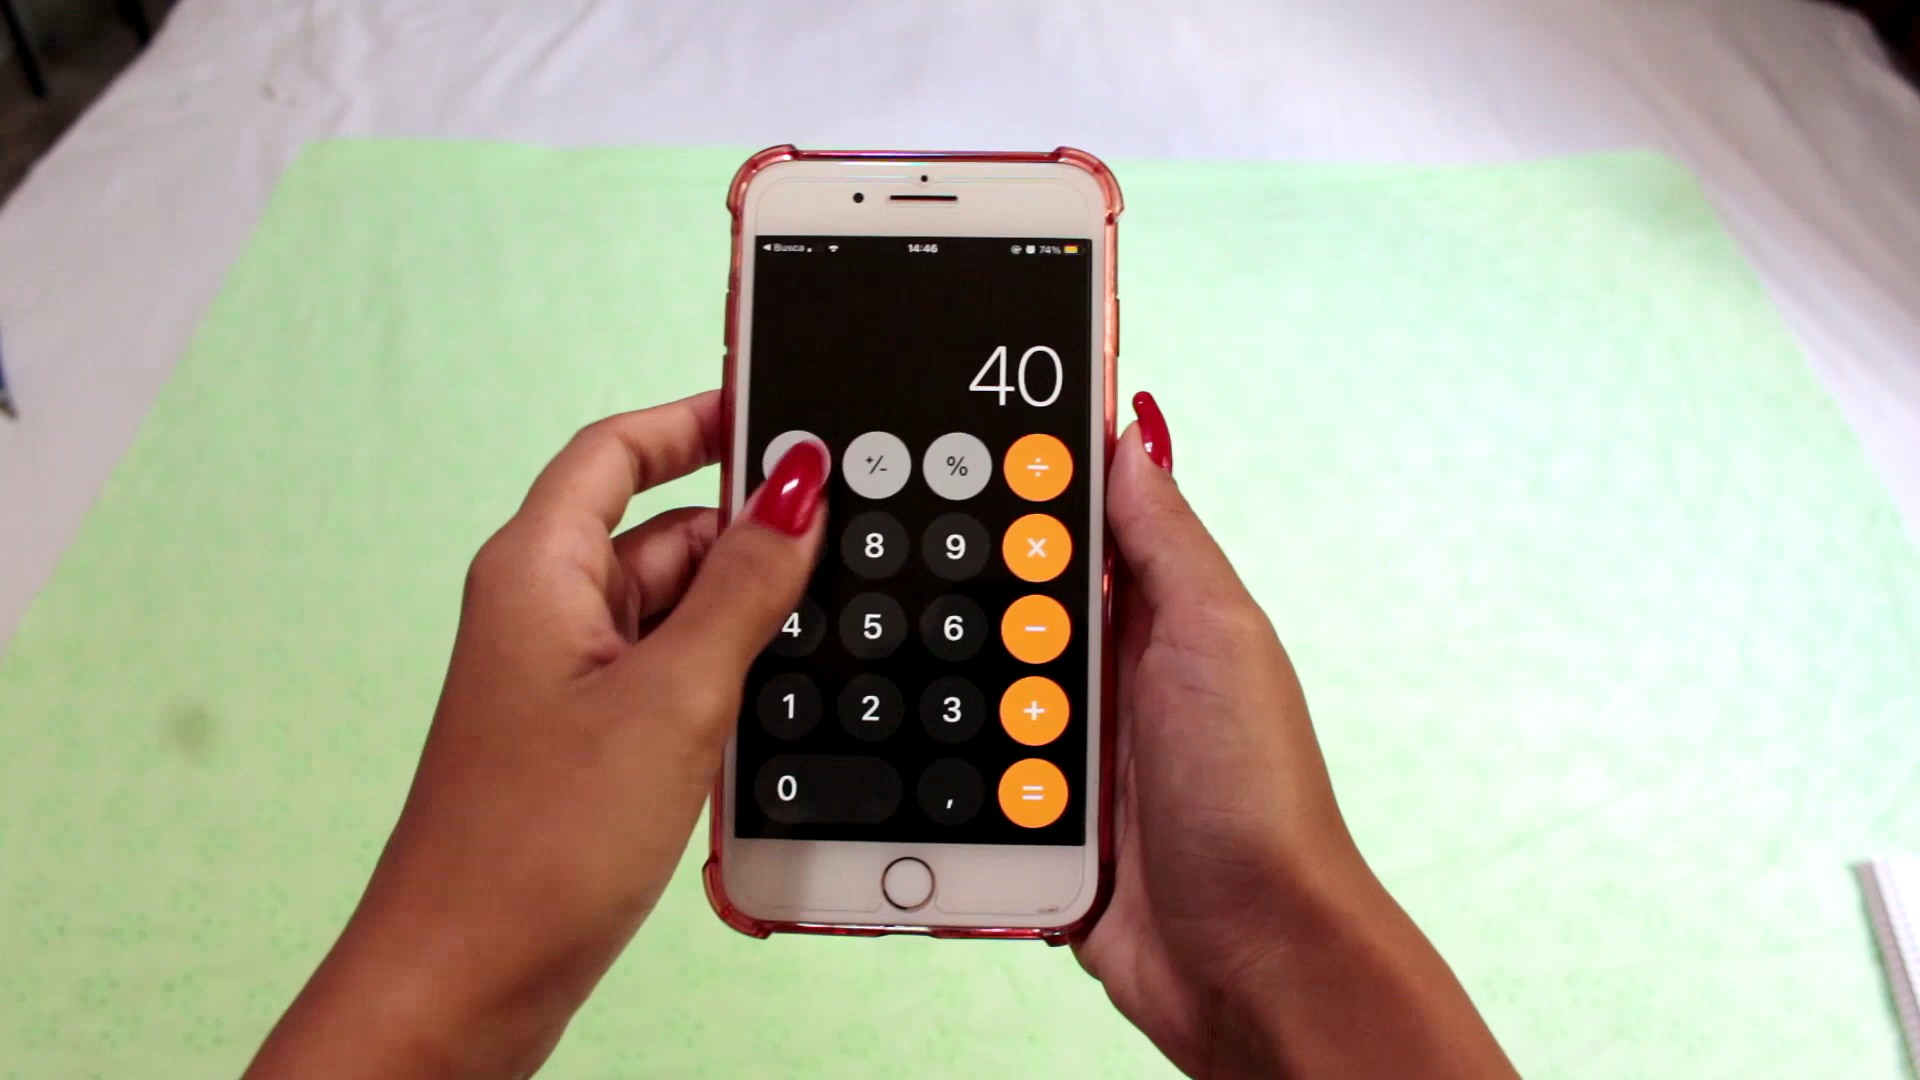 ◀ Busca
14:46
74%
40
+/- % ÷
8 9 ×
4 5 6 −
1 2 3 +
0 , =